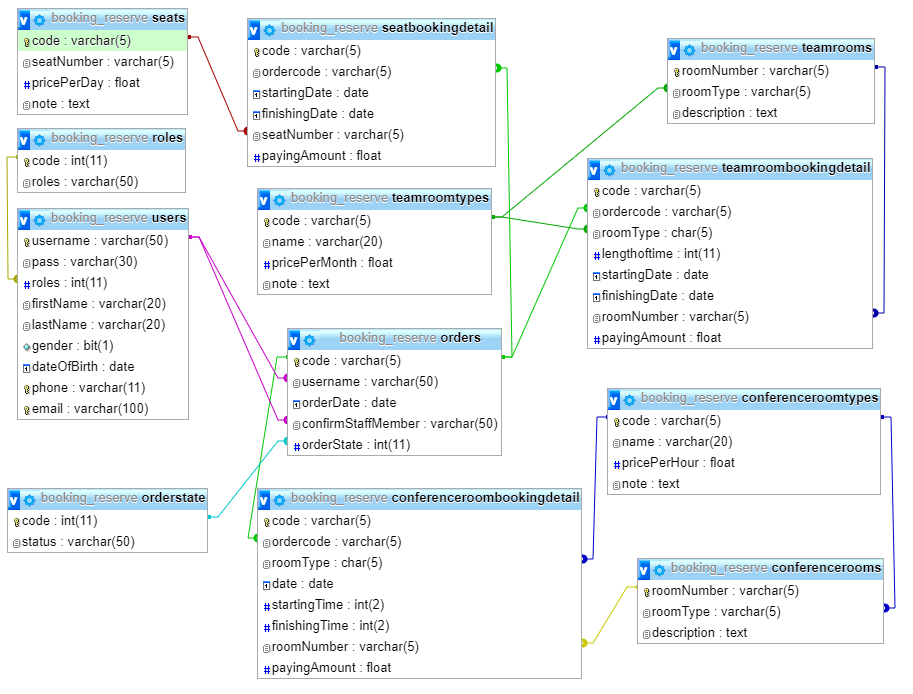 booking_reserve seats
code : varchar(5)
seatNumber : varchar(5)
pricePerDay : float
note : text
booking_reserve roles
code : int(11)
roles : varchar(50)
booking_reserve users
username : varchar(50)
pass : varchar(30)
roles : int(11)
firstName : varchar(20)
lastName : varchar(20)
gender : bit(1)
dateOfBirth : date
phone : varchar(11)
email : varchar(100)
booking_reserve orderstate
code : int(11)
status : varchar(50)
booking_reserve seatbookingdetail
code : varchar(5)
ordercode : varchar(5)
startingDate : date
finishingDate : date
seatNumber : varchar(5)
payingAmount : float
booking_reserve teamroomtypes
code : varchar(5)
name : varchar(20)
pricePerMonth : float
note : text
booking_reserve orders
code : varchar(5)
username : varchar(50)
orderDate : date
confirmStaffMember : varchar(50)
orderState : int(11)
booking_reserve conferenceroombookingdetail
code : varchar(5)
ordercode : varchar(5)
roomType : char(5)
date : date
startingTime : int(2)
finishingTime : int(2)
roomNumber : varchar(5)
payingAmount : float
booking_reserve teamrooms
roomNumber : varchar(5)
roomType : varchar(5)
description : text
booking_reserve teamroombookingdetail
code : varchar(5)
ordercode : varchar(5)
roomType : char(5)
lengthoftime : int(11)
startingDate : date
finishingDate : date
roomNumber : varchar(5)
payingAmount : float
booking_reserve conferenceroomtypes
code : varchar(5)
name : varchar(20)
pricePerHour : float
note : text
booking_reserve conferencerooms
roomNumber : varchar(5)
roomType : varchar(5)
description : text